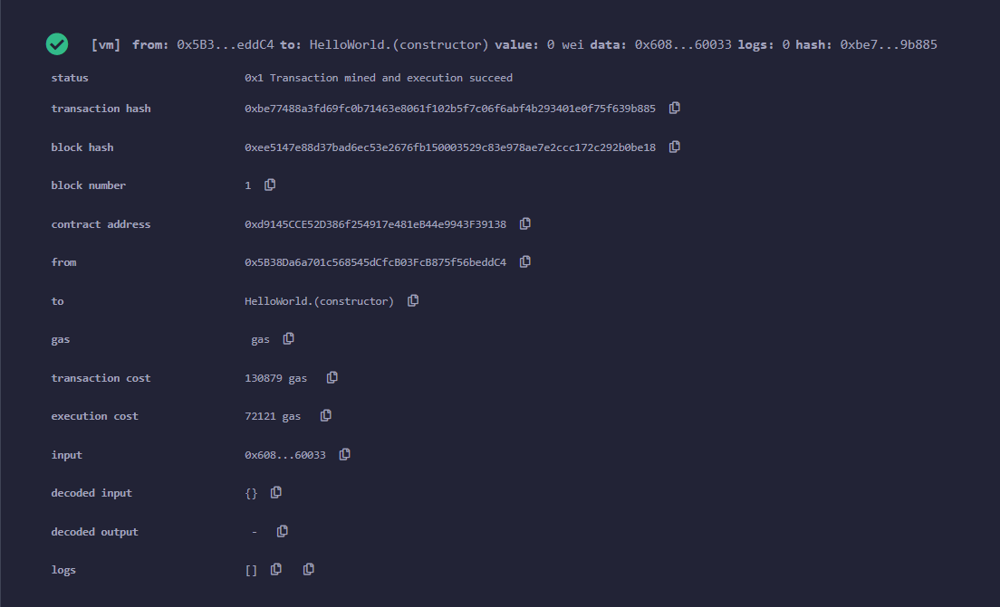 [vm] from: 0x5B3...eddC4 to: HelloWorld.(constructor) value: 0 wei data: 0x608...60033 logs: 0 hash: 0xbe7...9b885
status 0x1 Transaction mined and execution succeed
transaction hash 0xbe77488a3fd69fc0b71463e8061f102b5f7c06f6abf4b293401e0f75f639b885
block hash 0xee5147e88d37bad6ec53e2676fb150003529c83e978ae7e2ccc172c292b0be18
block number 1
contract address 0xd9145CCE52D386f254917e481eB44e9943F39138
from 0x5B38Da6a701c568545dCfcB03FcB875f56beddC4
to HelloWorld.(constructor)
gas gas
transaction cost 130879 gas
execution cost 72121 gas
input 0x608...60033
decoded input {}
decoded output -
logs []